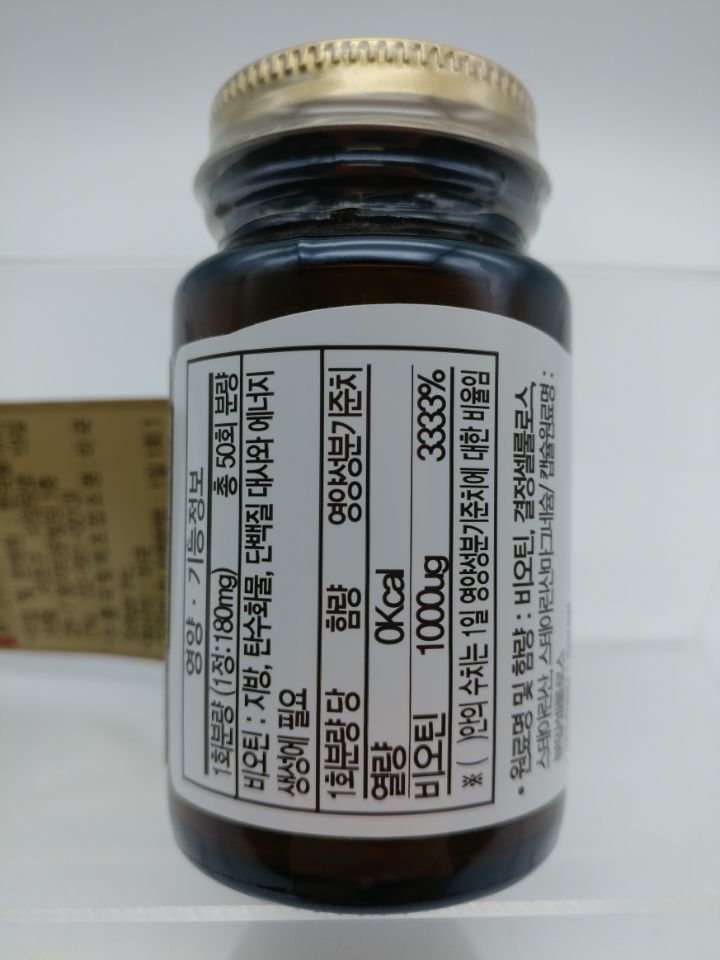 영양 · 기능정보
1회분량 (1정:180mg) 총 50회 분량
비오틴 : 지방, 탄수화물, 단백질 대사와 에너지
생성에 필요
1회분량 당 함량 영양성분기준치
열량 0Kcal
비오틴 1000ug 3333%
※ ( )안의 수치는 1일 영양성분기준치에 대한 비율임
• 원료명 및 함량 : 비오틴, 결정셀룰로스,
스테아린산, 스테아린산마그네슘/ 캡슐원료명 :